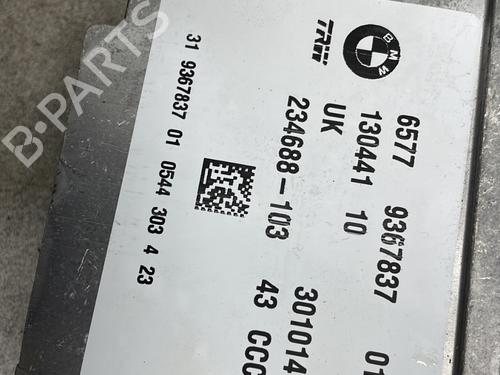 BMW
TRW
6577 9367837 01
130441 10
UK 301014
234688-103 43 CCC
31 9367837 01 0544 303 4 23
B-PARTS